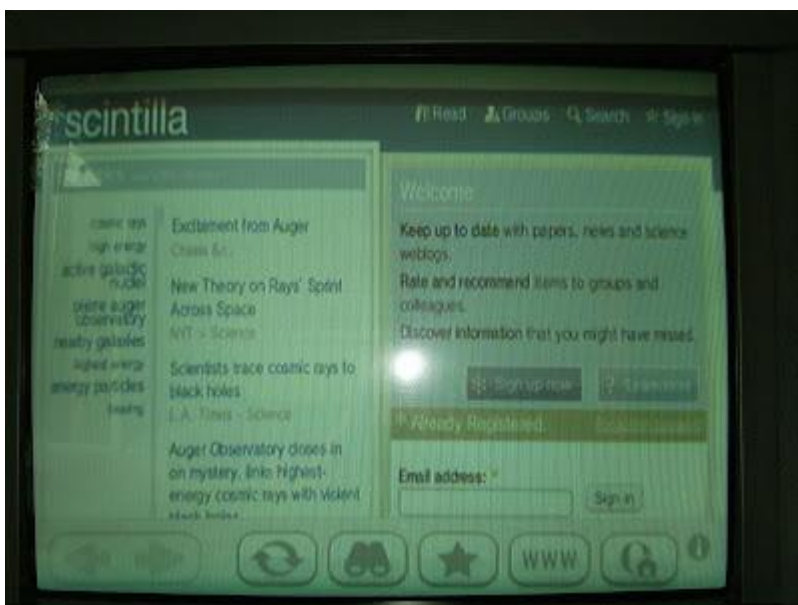 scintilla
Read Groups Search Sign in
cosmic rays
high energy
active galactic
nuclei
pierre auger
observatory
nearby galaxies
highest energy
energy particles
Excitement from Auger
New Theory on Rays' Sprint
Across Space
NYT > Science
Scientists trace cosmic rays to
black holes
L.A. Times - Science
Auger Observatory closes in
on mystery, links highest-
energy cosmic rays with violent
black holes
Welcome
Keep up to date with papers, news and science
weblogs.
Rate and recommend items to groups and
colleagues.
Discover information that you might have missed.
Sign up now
Already Registered.
Email address: *
Sign in
WWW